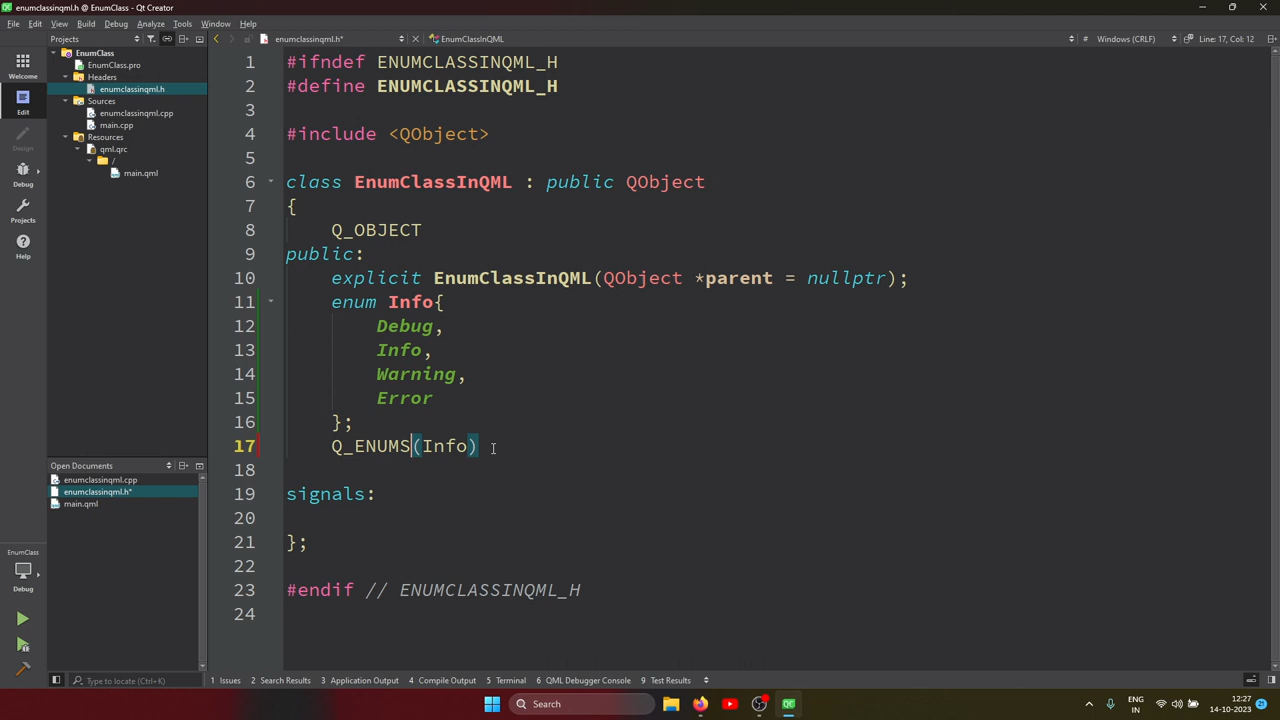 enumclassinqml.h* @ EnumClass - Qt Creator
File Edit View Build Debug Analyze Tools Window Help
Projects
enumclassinqml.h*
EnumClassInQML
# Windows (CRLF)
Line: 17, Col: 12
Welcome
Edit
Design
Debug
Projects
Help
EnumClass
EnumClass.pro
Headers
enumclassinqml.h
Sources
enumclassinqml.cpp
main.cpp
Resources
qml.qrc
/
main.qml
1 #ifndef ENUMCLASSINQML_H
2 #define ENUMCLASSINQML_H
3
4 #include <QObject>
5
6 class EnumClassInQML : public QObject
7 {
8 Q_OBJECT
9 public:
10 explicit EnumClassInQML(QObject *parent = nullptr);
11 enum Info{
12 Debug,
13 Info,
14 Warning,
15 Error
16 };
17 Q_ENUMS(Info)
18
19 signals:
20
21 };
22
23 #endif // ENUMCLASSINQML_H
24
Open Documents
enumclassinqml.cpp
enumclassinqml.h*
main.qml
EnumClass
Debug
Type to locate (Ctrl+K)
1 Issues 2 Search Results 3 Application Output 4 Compile Output 5 Terminal 6 QML Debugger Console 9 Test Results
Search
QC
ENG
IN
12:27
14-10-2023
21